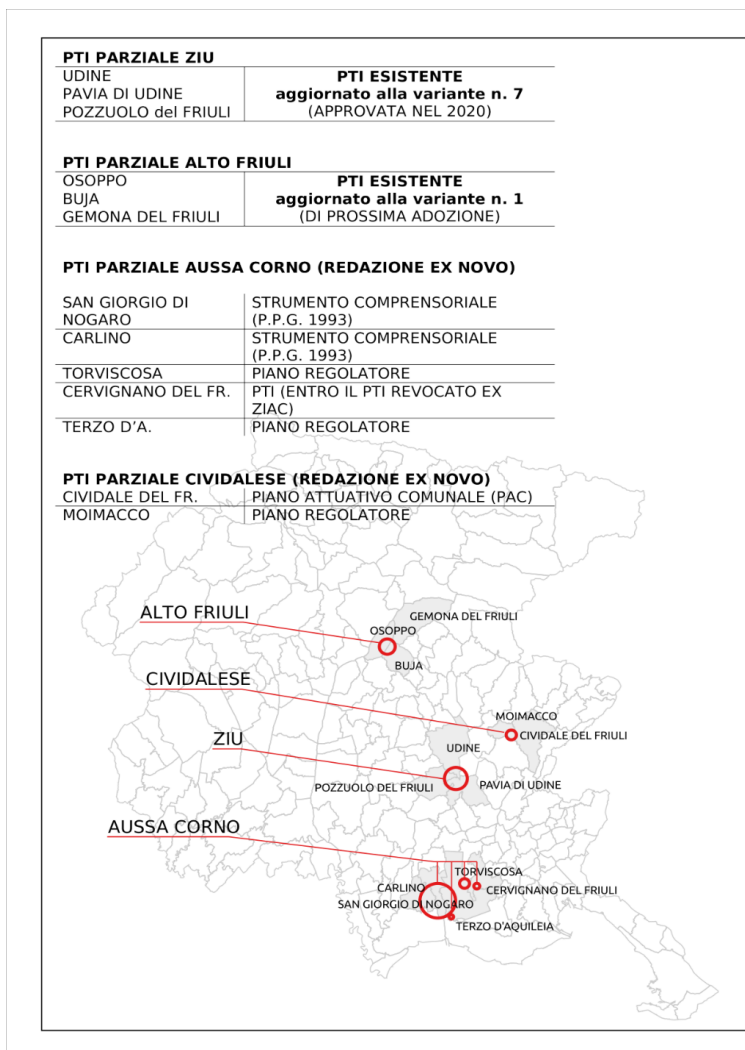 PTI PARZIALE ZIU
UDINE
PAVIA DI UDINE
POZZUOLO del FRIULI
PTI ESISTENTE
aggiornato alla variante n. 7
(APPROVATA NEL 2020)
PTI PARZIALE ALTO FRIULI
OSOPPO
BUJA
GEMONA DEL FRIULI
PTI ESISTENTE
aggiornato alla variante n. 1
(DI PROSSIMA ADOZIONE)
PTI PARZIALE AUSSA CORNO (REDAZIONE EX NOVO)
SAN GIORGIO DI
NOGARO
STRUMENTO COMPRENSORIALE
(P.P.G. 1993)
CARLINO
STRUMENTO COMPRENSORIALE
(P.P.G. 1993)
TORVISCOSA
PIANO REGOLATORE
CERVIGNANO DEL FR.
PTI (ENTRO IL PTI REVOCATO EX
ZIAC)
TERZO D’A.
PIANO REGOLATORE
PTI PARZIALE CIVIDALESE (REDAZIONE EX NOVO)
CIVIDALE DEL FR.
PIANO ATTUATIVO COMUNALE (PAC)
MOIMACCO
PIANO REGOLATORE
ALTO FRIULI
GEMONA DEL FRIULI
OSOPPO
BUJA
CIVIDALESE
MOIMACCO
CIVIDALE DEL FRIULI
ZIU
UDINE
POZZUOLO DEL FRIULI
PAVIA DI UDINE
AUSSA CORNO
TORVISCOSA
CARLINO
CERVIGNANO DEL FRIULI
SAN GIORGIO DI NOGARO
TERZO D'AQUILEIA